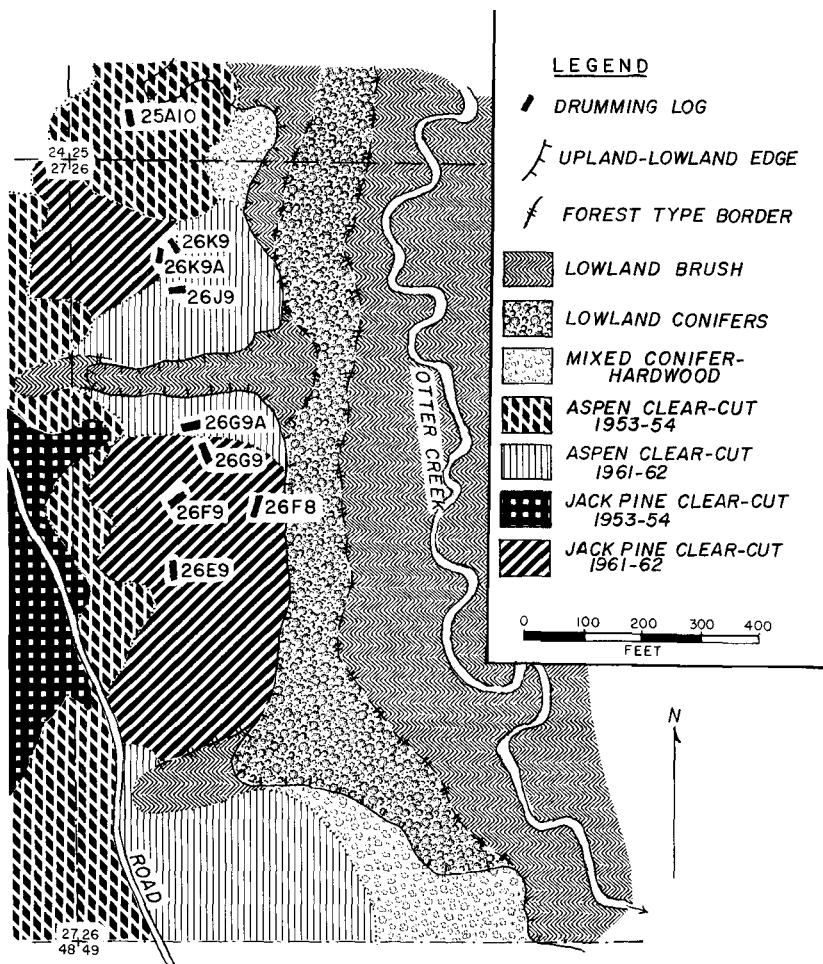 LEGEND
DRUMMING LOG
UPLAND-LOWLAND EDGE
FOREST TYPE BORDER
LOWLAND BRUSH
LOWLAND CONIFERS
MIXED CONIFER-
HARDWOOD
ASPEN CLEAR-CUT
1953-54
ASPEN CLEAR-CUT
1961-62
JACK PINE CLEAR-CUT
1953-54
JACK PINE CLEAR-CUT
1961-62
0 100 200 300 400
FEET
N
25A10
24 25
27 26
26K9
26K9A
26J9
26G9A
26G9
26F9
26F8
26E9
OTTER CREEK
ROAD
27 26
48 49